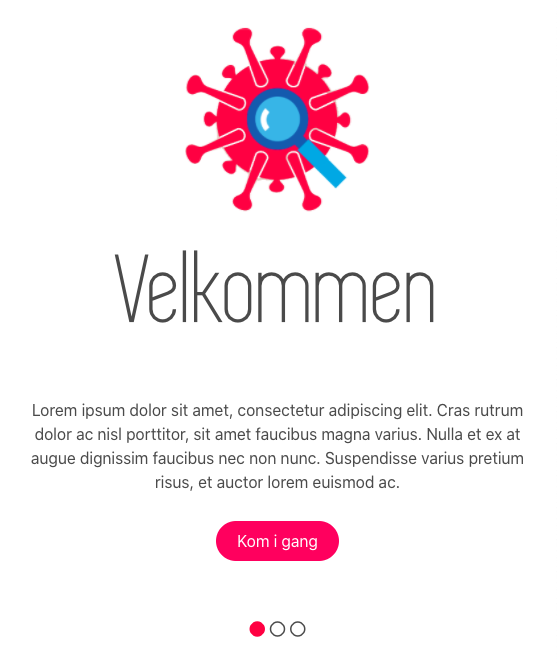 Velkommen
Lorem ipsum dolor sit amet, consectetur adipiscing elit. Cras rutrum
dolor ac nisl porttitor, sit amet faucibus magna varius. Nulla et ex at
augue dignissim faucibus nec non nunc. Suspendisse varius pretium
risus, et auctor lorem euismod ac.
Kom i gang